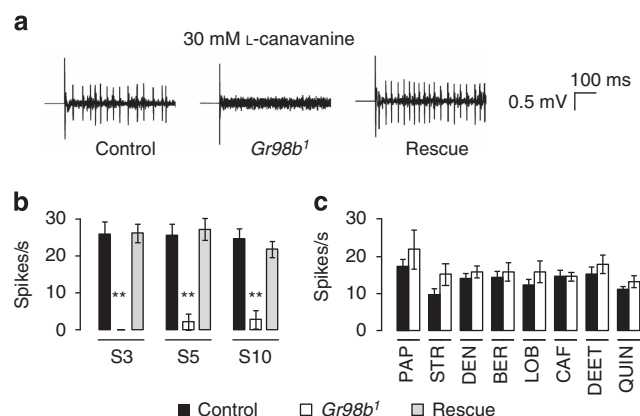 a
30 mM L-canavanine
100 ms
0.5 mV
Control
Gr98b1
Rescue
b
Spikes/s
30
20
10
0
**
**
**
S3
S5
S10
c
Spikes/s
30
20
10
0
PAP
STR
DEN
BER
LOB
CAF
DEET
QUIN
Control
Gr98b1
Rescue